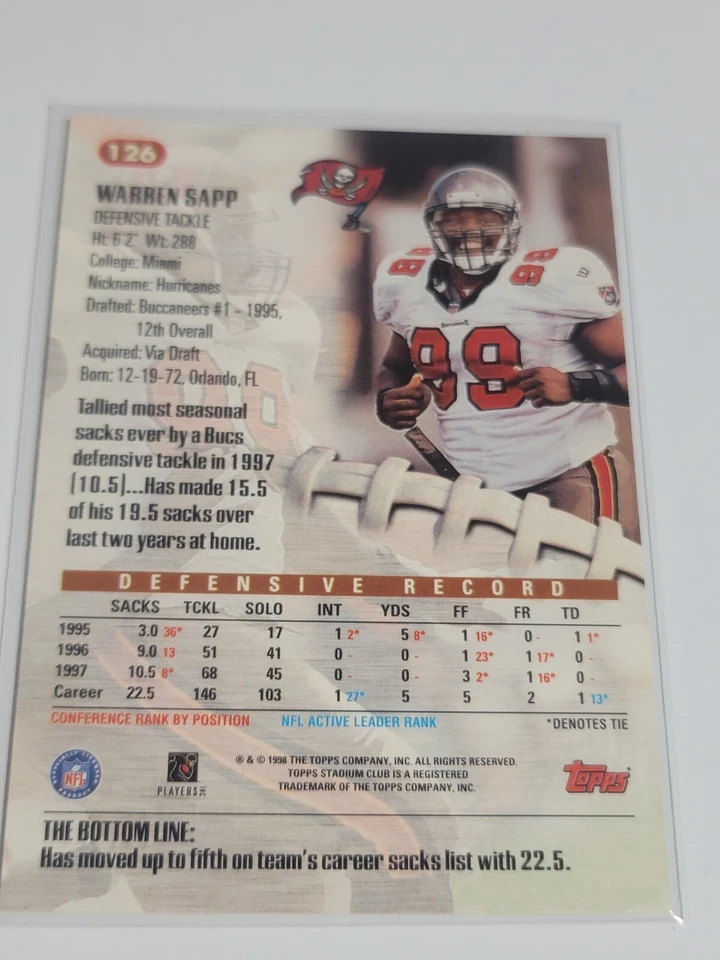 126
WARREN SAPP
DEFENSIVE TACKLE
Ht: 6'2" Wt: 288
College: Miami
Nickname: Hurricanes
Drafted: Buccaneers #1 - 1995,
12th Overall
Acquired: Via Draft
Born: 12-19-72, Orlando, FL
Tallied most seasonal
sacks ever by a Bucs
defensive tackle in 1997
(10.5)...Has made 15.5
of his 19.5 sacks over
last two years at home.
99
99
99
DEFENSIVE RECORD
SACKS TCKL SOLO INT YDS FF FR TD
1995 3.0 36* 27 17 1 2* 5 8* 1 16* 0 - 1 1*
1996 9.0 13 51 41 0 - 0 - 1 23* 1 17* 0 -
1997 10.5 8* 68 45 0 - 0 - 3 2* 1 16* 0 -
Career 22.5 146 103 1 27* 5 5 2 1 13*
CONFERENCE RANK BY POSITION NFL ACTIVE LEADER RANK *DENOTES TIE
NFL
PLAYERS INC
® & © 1998 THE TOPPS COMPANY, INC. ALL RIGHTS RESERVED.
TOPPS STADIUM CLUB IS A REGISTERED
TRADEMARK OF THE TOPPS COMPANY, INC.
Topps
THE BOTTOM LINE:
Has moved up to fifth on team's career sacks list with 22.5.